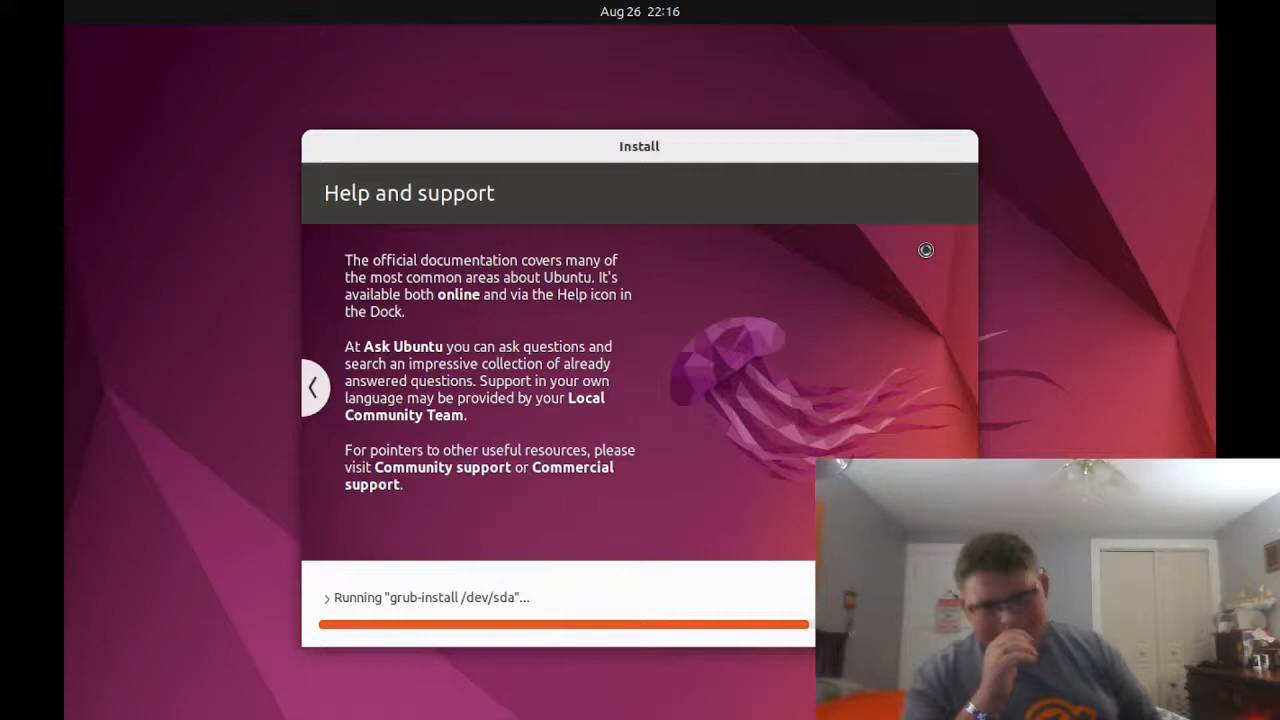 Aug 26 22:16
Install
Help and support
The official documentation covers many of
the most common areas about Ubuntu. It's
available both online and via the Help icon in
the Dock.
At Ask Ubuntu you can ask questions and
search an impressive collection of already
answered questions. Support in your own
language may be provided by your Local
Community Team.
For pointers to other useful resources, please
visit Community support or Commercial
support.
Running "grub-install /dev/sda"...